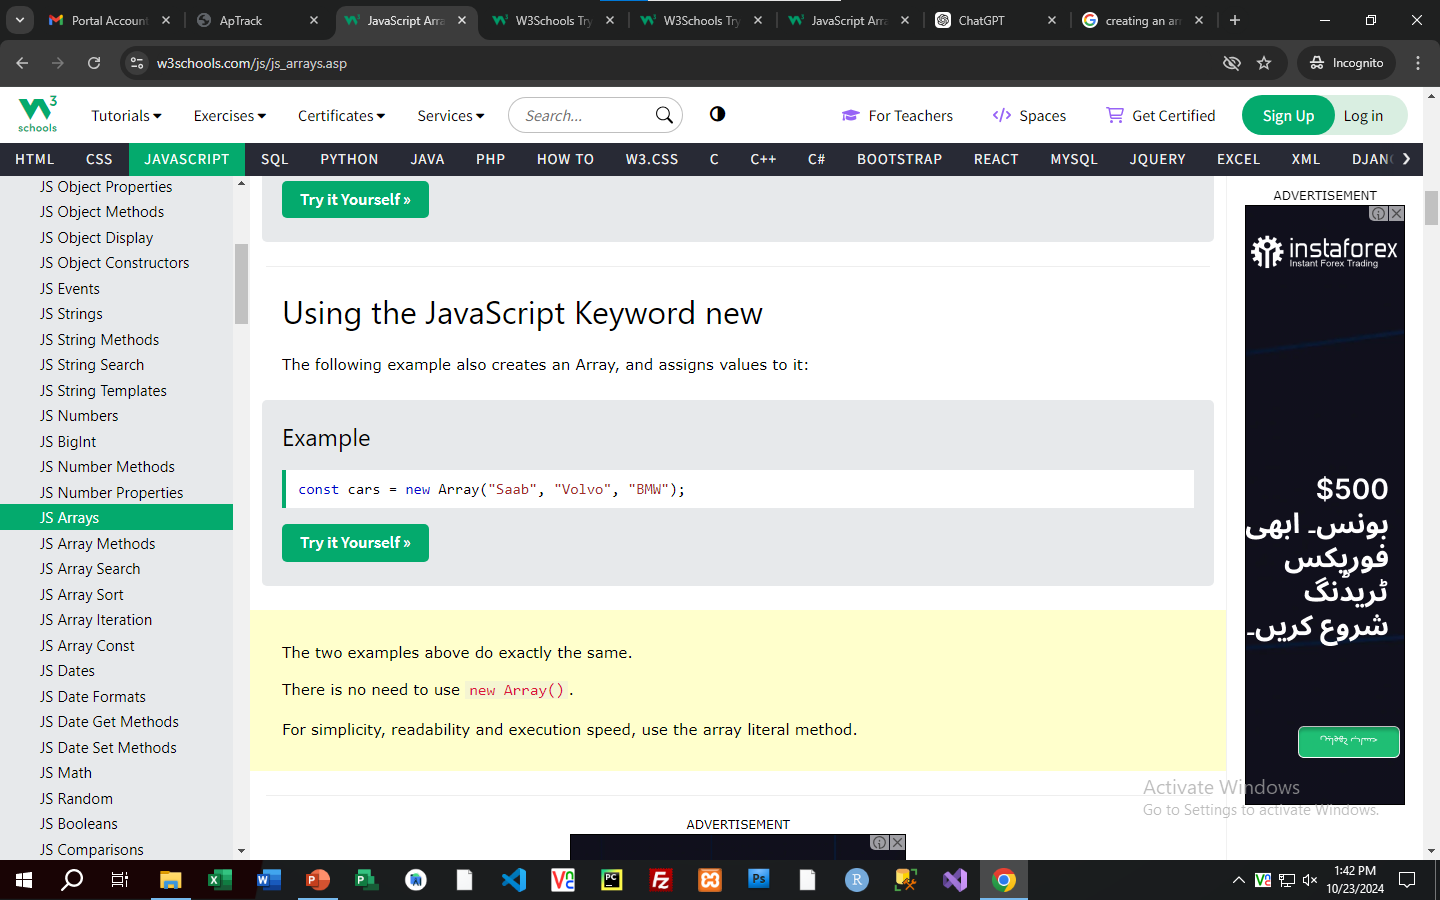 Portal Account
ApTrack
JavaScript Arra
W3Schools Try
W3Schools Try
JavaScript Arra
ChatGPT
creating an arr
w3schools.com/js/js_arrays.asp
Incognito
W3
schools
Tutorials
Exercises
Certificates
Services
Search...
For Teachers
Spaces
Get Certified
Sign Up
Log in
HTML
CSS
JAVASCRIPT
SQL
PYTHON
JAVA
PHP
HOW TO
W3.CSS
C
C++
C#
BOOTSTRAP
REACT
MYSQL
JQUERY
EXCEL
XML
DJANG
JS Object Properties
JS Object Methods
JS Object Display
JS Object Constructors
JS Events
JS Strings
JS String Methods
JS String Search
JS String Templates
JS Numbers
JS BigInt
JS Number Methods
JS Number Properties
JS Arrays
JS Array Methods
JS Array Search
JS Array Sort
JS Array Iteration
JS Array Const
JS Dates
JS Date Formats
JS Date Get Methods
JS Date Set Methods
JS Math
JS Random
JS Booleans
JS Comparisons
Try it Yourself »
Using the JavaScript Keyword new
The following example also creates an Array, and assigns values to it:
Example
const cars = new Array("Saab", "Volvo", "BMW");
Try it Yourself »
The two examples above do exactly the same.
There is no need to use new Array().
For simplicity, readability and execution speed, use the array literal method.
ADVERTISEMENT
ADVERTISEMENT
instaforex
Instant Forex Trading
$500
بونس۔ ابھی
فوریکس
ٹریڈنگ
شروع کریں۔
Activate Windows
Go to Settings to activate Windows.
1:42 PM
10/23/2024